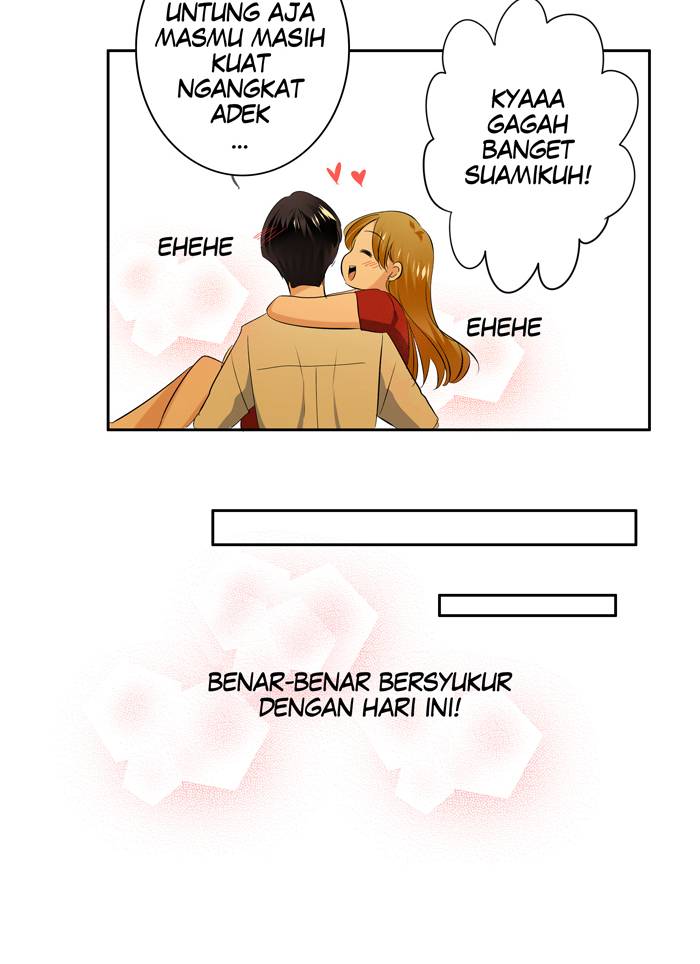 UNTUNG AJA
MASMU MASIH
KUAT
NGANGKAT
ADEK
...
KYAAA
GAGAH
BANGET
SUAMIKUH!
EHEHE
EHEHE
BENAR-BENAR BERSYUKUR
DENGAN HARI INI!